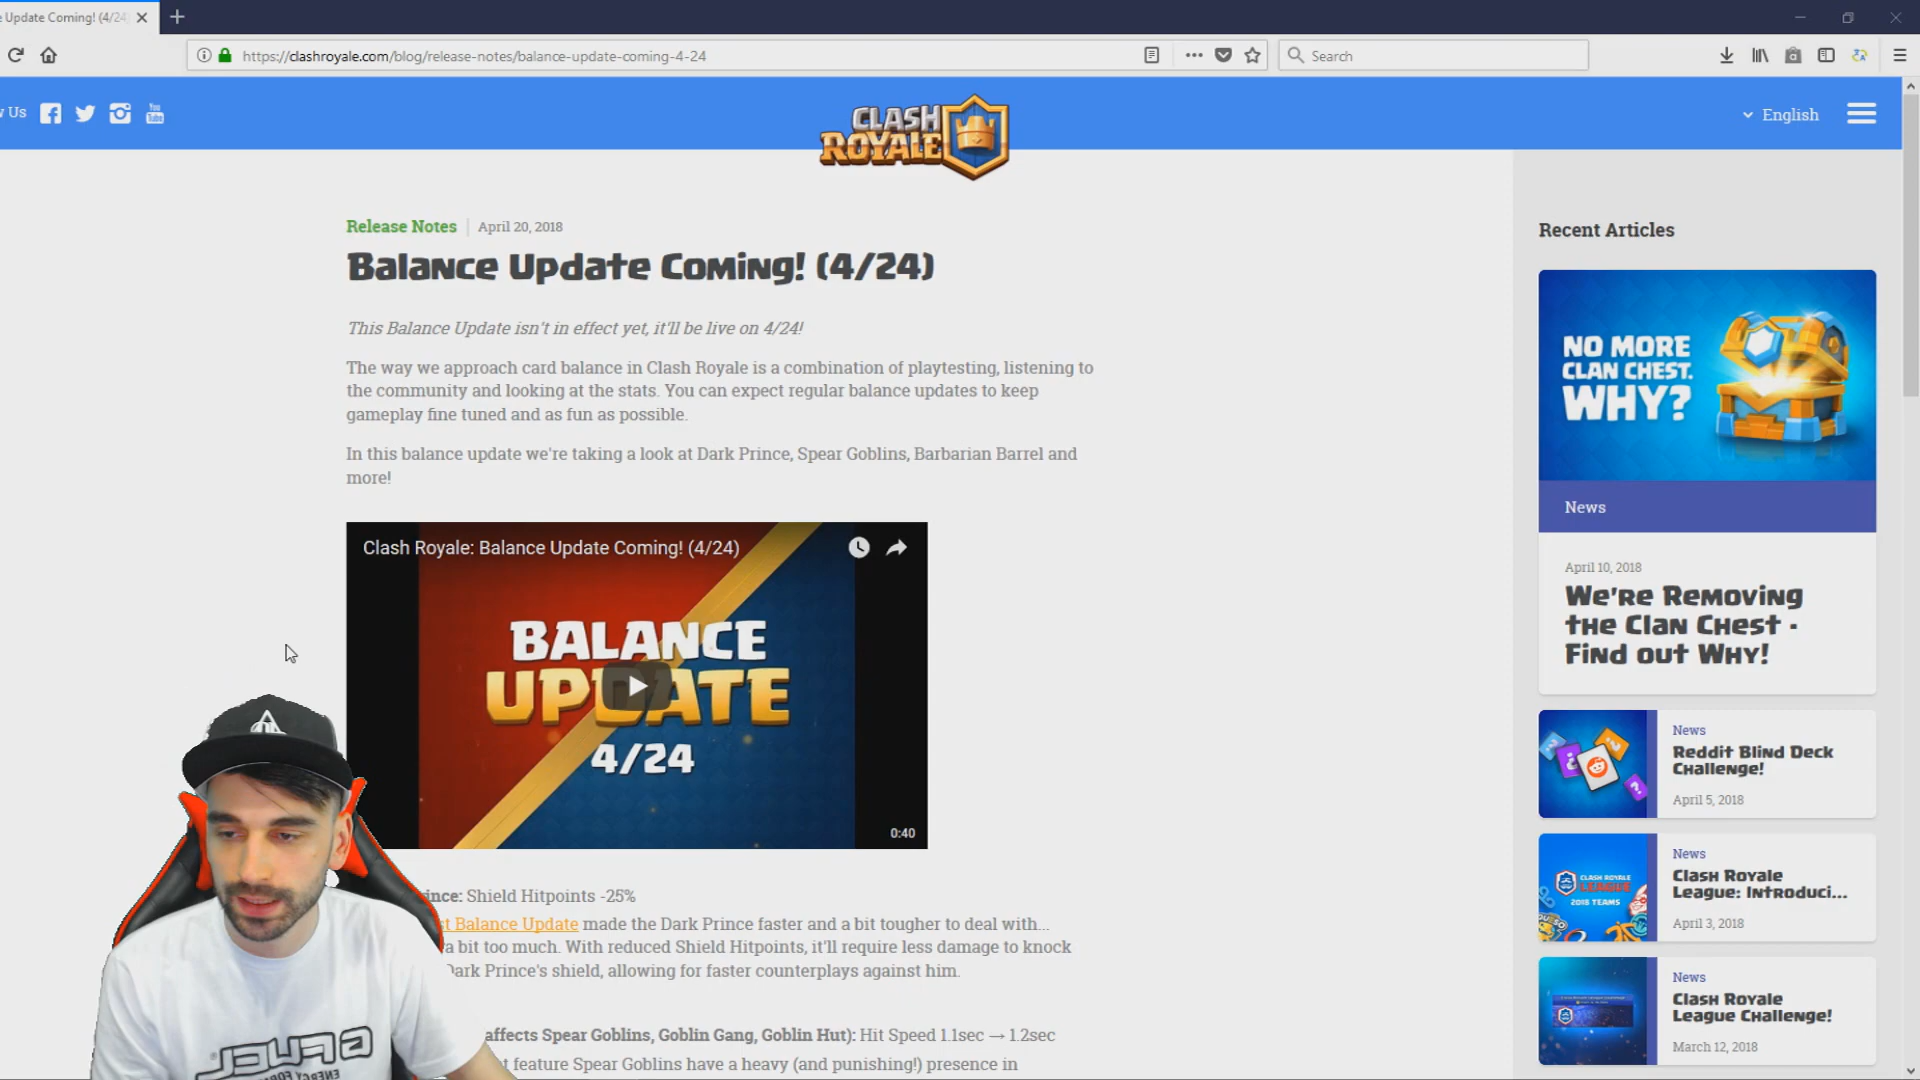 Update Coming! (4/24
https://clashroyale.com/blog/release-notes/balance-update-coming-4-24
Search
Us
You
Tube
CLASH
ROYALE
English
Release Notes
April 20, 2018
Balance Update Coming! (4/24)
This Balance Update isn't in effect yet, it'll be live on 4/24!
The way we approach card balance in Clash Royale is a combination of playtesting, listening to
the community and looking at the stats. You can expect regular balance updates to keep
gameplay fine tuned and as fun as possible.
In this balance update we're taking a look at Dark Prince, Spear Goblins, Barbarian Barrel and
more!
Clash Royale: Balance Update Coming! (4/24)
BALANCE
UPDATE
4/24
0:40
Shield Hitpoints -25%
Balance Update made the Dark Prince faster and a bit tougher to deal with...
a bit too much. With reduced Shield Hitpoints, it'll require less damage to knock
Dark Prince's shield, allowing for faster counterplays against him.
affects Spear Goblins, Goblin Gang, Goblin Hut): Hit Speed 1.1sec → 1.2sec
feature Spear Goblins have a heavy (and punishing!) presence in
Recent Articles
NO MORE
CLAN CHEST.
WHY?
News
April 10, 2018
We're Removing
the Clan Chest -
Find out Why!
News
Reddit Blind Deck
Challenge!
April 5, 2018
CLASH ROYALE
LEAGUE
2018 TEAMS
News
Clash Royale
League: Introduci...
April 3, 2018
News
Clash Royale
League Challenge!
March 12, 2018